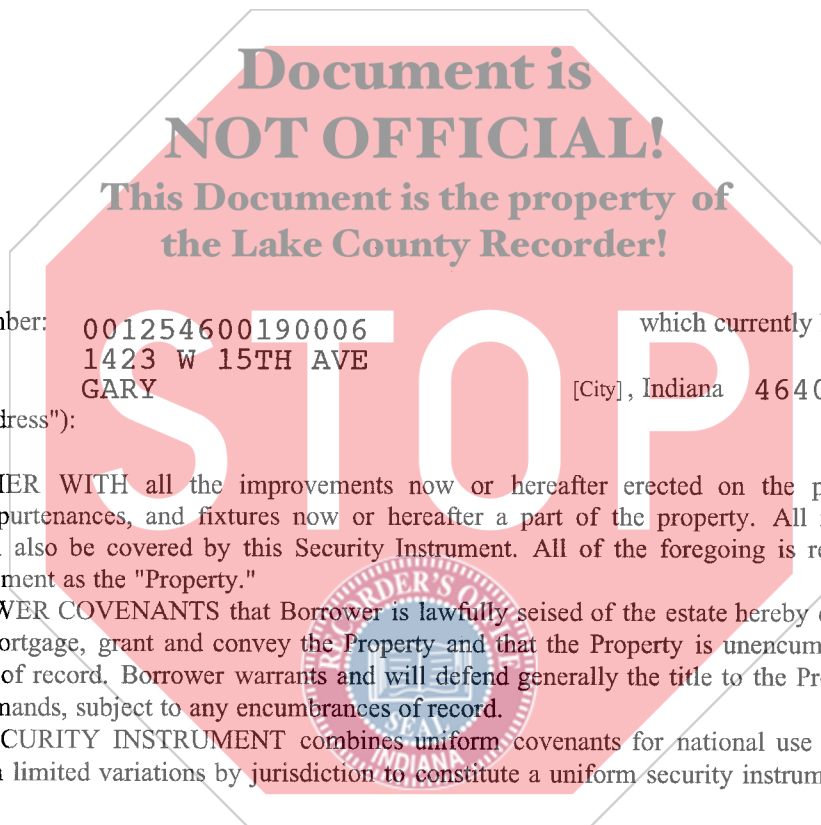 Document is
NOT OFFICIAL!
This Document is the property of
the Lake County Recorder!
STOP
nber: 001254600190006 which currently
1423 W 15TH AVE
GARY [City], Indiana 4640
dress"):
ER WITH all the improvements now or hereafter erected on the p
purtenances, and fixtures now or hereafter a part of the property. All
also be covered by this Security Instrument. All of the foregoing is re
ment as the "Property."
WER COVENANTS that Borrower is lawfully seised of the estate hereby
ortgage, grant and convey the Property and that the Property is unencum
of record. Borrower warrants and will defend generally the title to the Pr
mands, subject to any encumbrances of record.
CURITY INSTRUMENT combines uniform covenants for national use
limited variations by jurisdiction to constitute a uniform security instrum
RECORDER'S OFFICE
SEAL
INDIANA